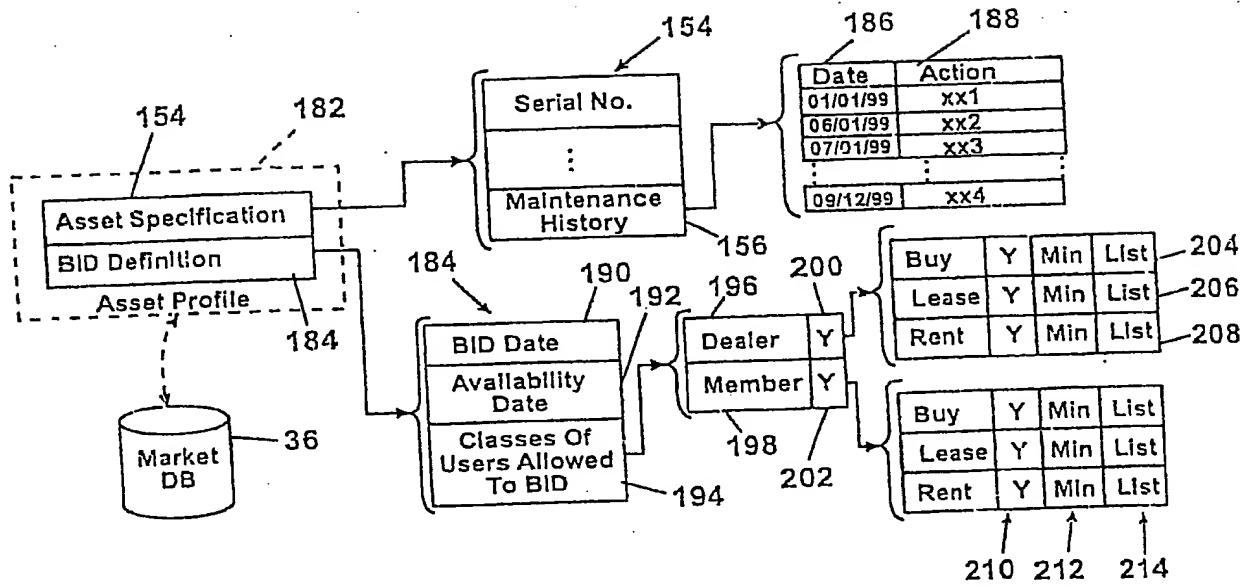 154
186
188
Serial No.
⋮
Maintenance
History
156
Date Action
01/01/99 xx1
06/01/99 xx2
07/01/99 xx3
09/12/99 xx4
154
182
Asset Specification
BID Definition
Asset Profile
184
Market
DB
36
184
190
192
BID Date
Availability
Date
Classes Of
Users Allowed
To BID
194
196
200
Dealer Y
Member Y
198
202
Buy Y Min List 204
Lease Y Min List 206
Rent Y Min List 208
Buy Y Min List
Lease Y Min List
Rent Y Min List
210 212 214